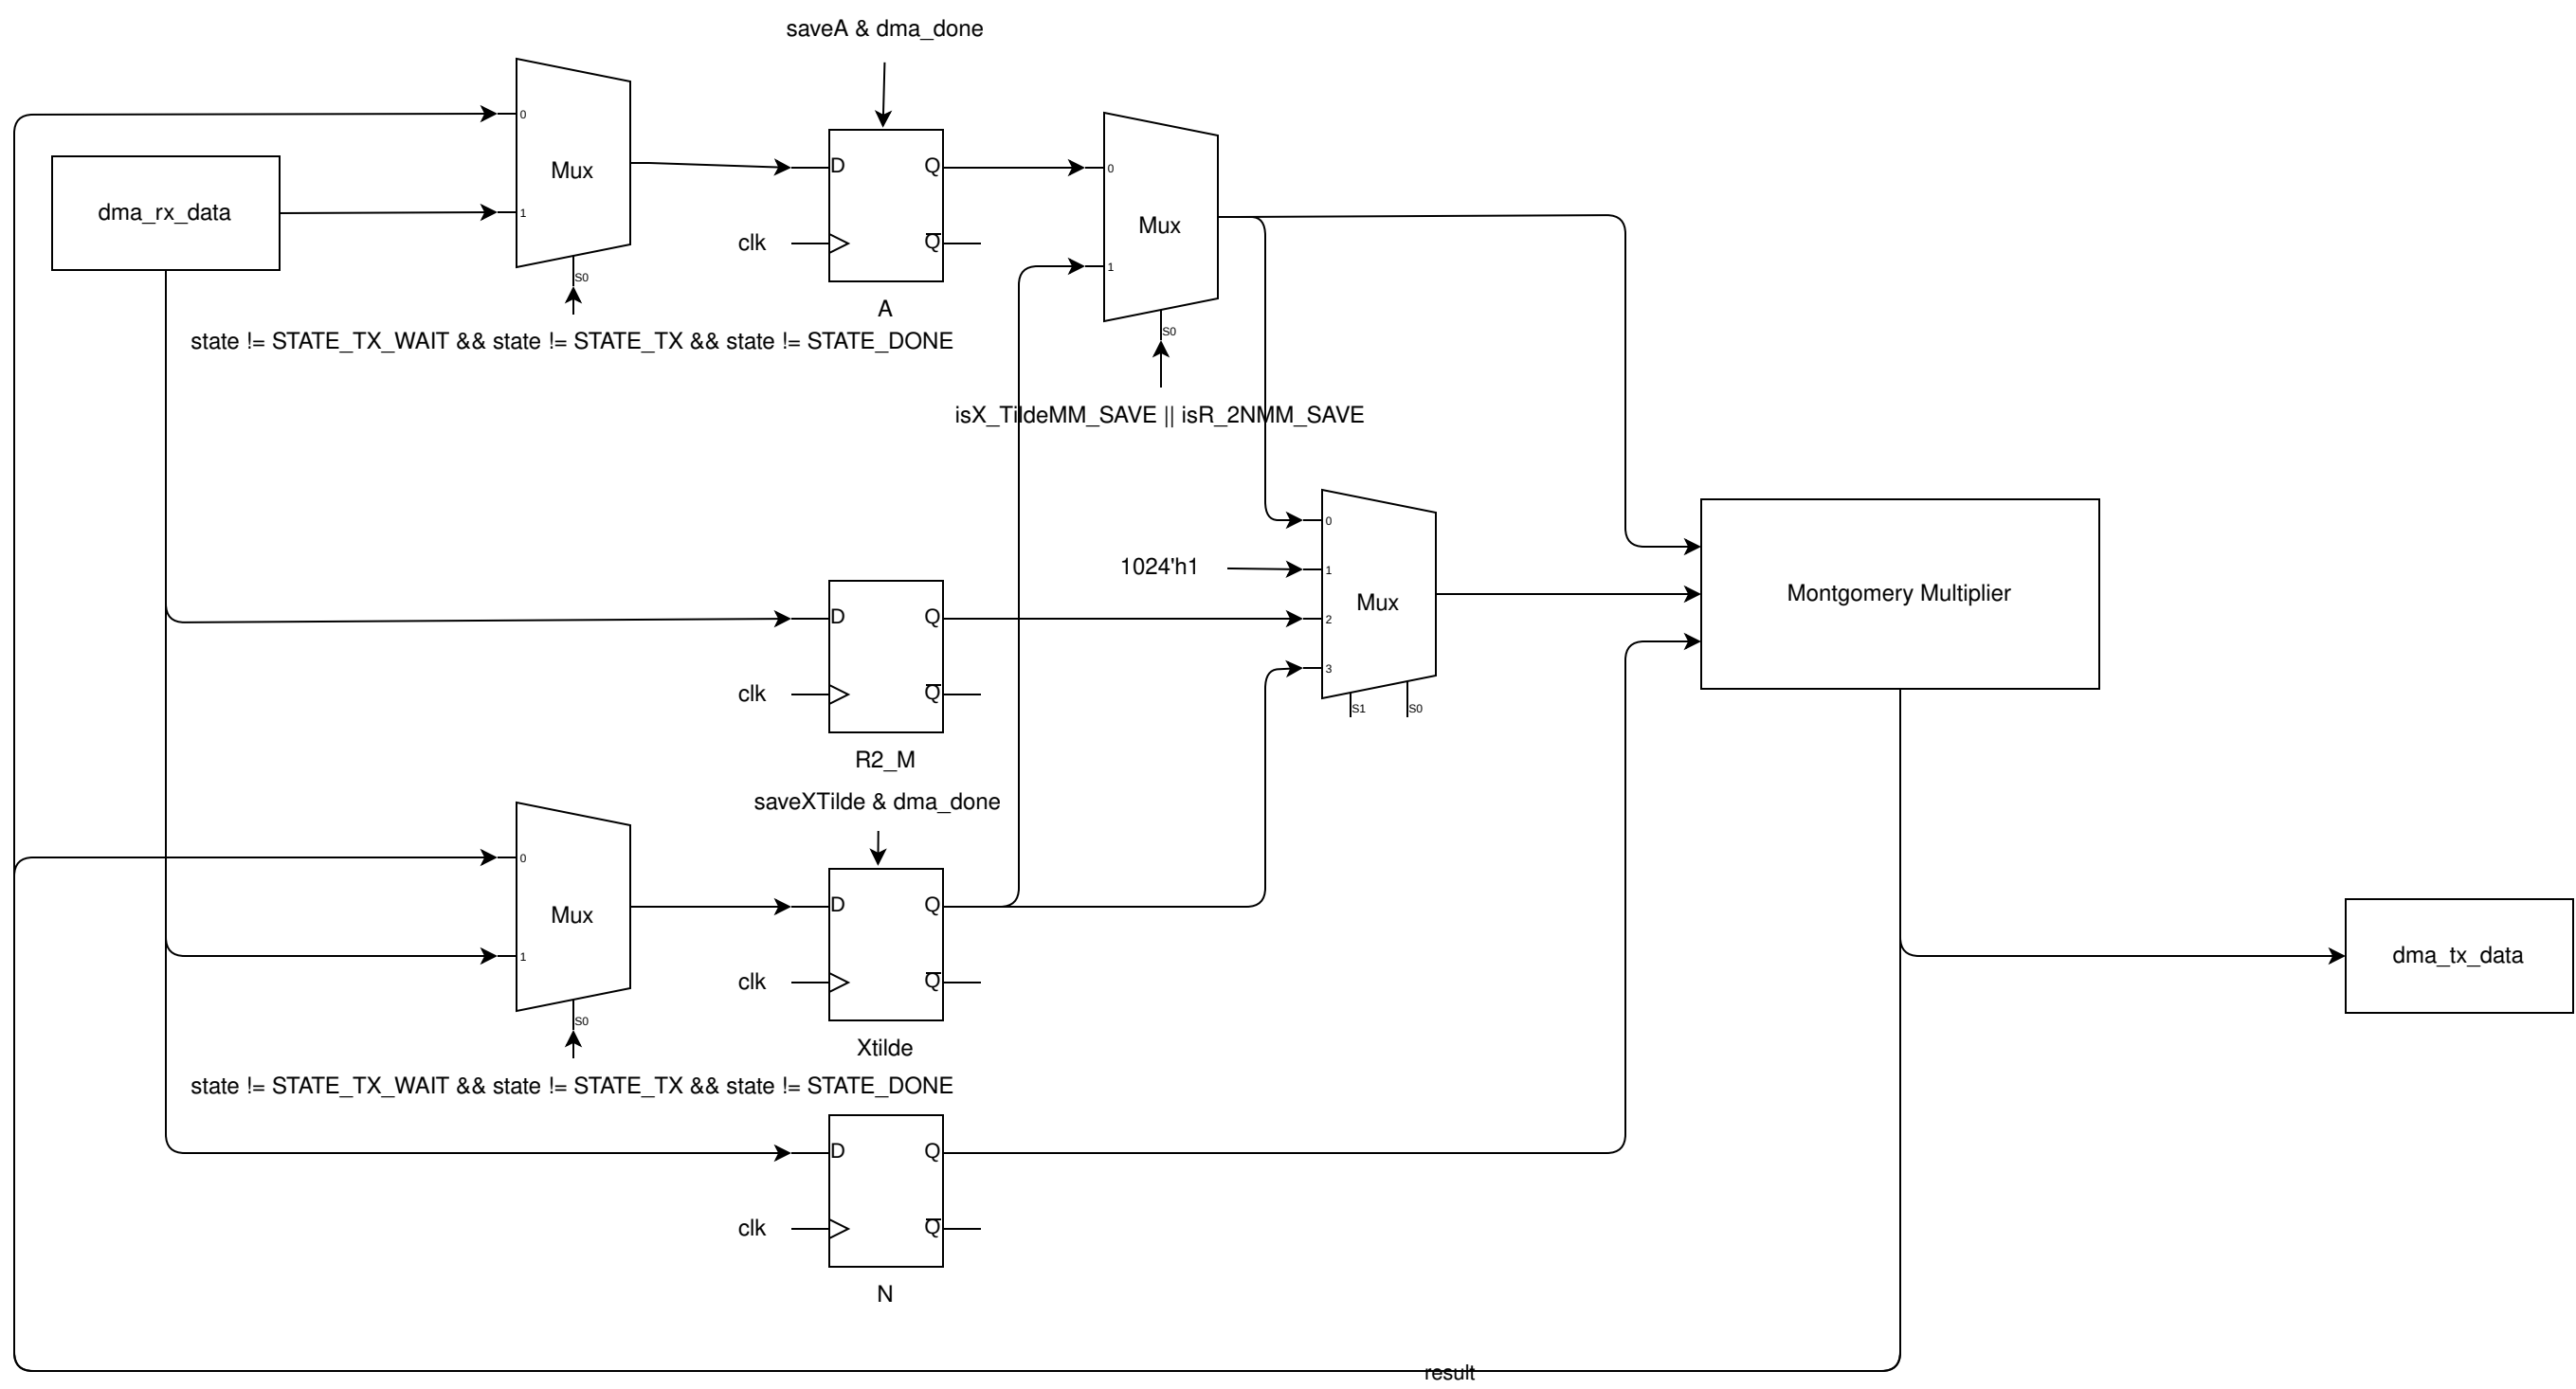 saveA & dma_done
0
Mux
1
S0
dma_rx_data
state != STATE_TX_WAIT && state != STATE_TX && state != STATE_DONE
D
Q
clk
Q
A
0
Mux
1
S0
isX_TildeMM_SAVE || isR_2NMM_SAVE
0
1024'h1
1
Mux
2
3
S1
S0
Montgomery Multiplier
D
Q
clk
Q
R2_M
saveXTilde & dma_done
0
Mux
1
S0
D
Q
clk
Q
Xtilde
state != STATE_TX_WAIT && state != STATE_TX && state != STATE_DONE
dma_tx_data
D
Q
clk
Q
N
result